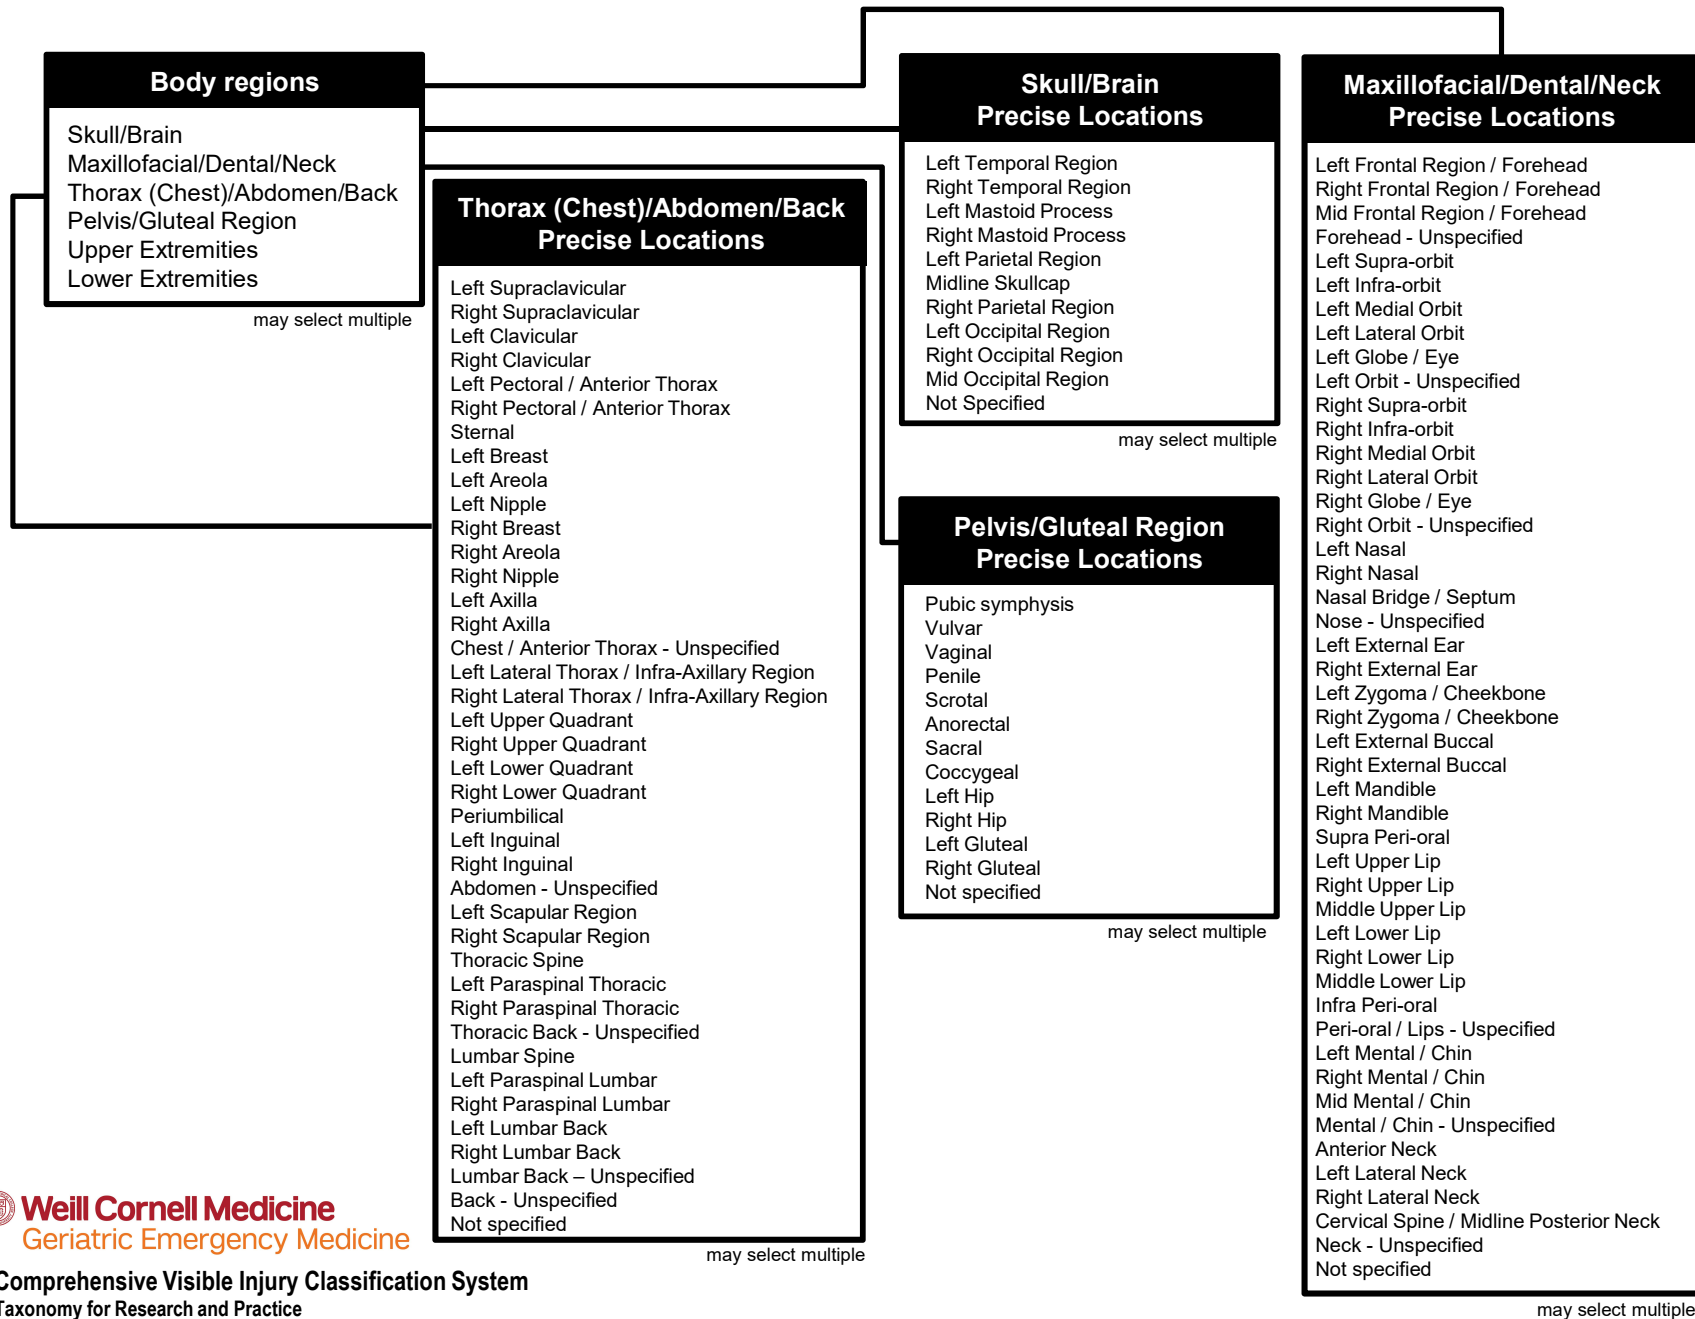 Body regions
Skull/Brain
Maxillofacial/Dental/Neck
Thorax (Chest)/Abdomen/Back
Pelvis/Gluteal Region
Upper Extremities
Lower Extremities
may select multiple
Thorax (Chest)/Abdomen/Back
Precise Locations
Left Supraclavicular
Right Supraclavicular
Left Clavicular
Right Clavicular
Left Pectoral / Anterior Thorax
Right Pectoral / Anterior Thorax
Sternal
Left Breast
Left Areola
Left Nipple
Right Breast
Right Areola
Right Nipple
Left Axilla
Right Axilla
Chest / Anterior Thorax - Unspecified
Left Lateral Thorax / Infra-Axillary Region
Right Lateral Thorax / Infra-Axillary Region
Left Upper Quadrant
Right Upper Quadrant
Left Lower Quadrant
Right Lower Quadrant
Periumbilical
Left Inguinal
Right Inguinal
Abdomen - Unspecified
Left Scapular Region
Right Scapular Region
Thoracic Spine
Left Paraspinal Thoracic
Right Paraspinal Thoracic
Thoracic Back - Unspecified
Lumbar Spine
Left Paraspinal Lumbar
Right Paraspinal Lumbar
Left Lumbar Back
Right Lumbar Back
Lumbar Back – Unspecified
Back - Unspecified
Not specified
may select multiple
Skull/Brain
Precise Locations
Left Temporal Region
Right Temporal Region
Left Mastoid Process
Right Mastoid Process
Left Parietal Region
Midline Skullcap
Right Parietal Region
Left Occipital Region
Right Occipital Region
Mid Occipital Region
Not Specified
may select multiple
Pelvis/Gluteal Region
Precise Locations
Pubic symphysis
Vulvar
Vaginal
Penile
Scrotal
Anorectal
Sacral
Coccygeal
Left Hip
Right Hip
Left Gluteal
Right Gluteal
Not specified
may select multiple
Maxillofacial/Dental/Neck
Precise Locations
Left Frontal Region / Forehead
Right Frontal Region / Forehead
Mid Frontal Region / Forehead
Forehead - Unspecified
Left Supra-orbit
Left Infra-orbit
Left Medial Orbit
Left Lateral Orbit
Left Globe / Eye
Left Orbit - Unspecified
Right Supra-orbit
Right Infra-orbit
Right Medial Orbit
Right Lateral Orbit
Right Globe / Eye
Right Orbit - Unspecified
Left Nasal
Right Nasal
Nasal Bridge / Septum
Nose - Unspecified
Left External Ear
Right External Ear
Left Zygoma / Cheekbone
Right Zygoma / Cheekbone
Left External Buccal
Right External Buccal
Left Mandible
Right Mandible
Supra Peri-oral
Left Upper Lip
Right Upper Lip
Middle Upper Lip
Left Lower Lip
Right Lower Lip
Middle Lower Lip
Infra Peri-oral
Peri-oral / Lips - Uspecified
Left Mental / Chin
Right Mental / Chin
Mid Mental / Chin
Mental / Chin - Unspecified
Anterior Neck
Left Lateral Neck
Right Lateral Neck
Cervical Spine / Midline Posterior Neck
Neck - Unspecified
Not specified
may select multiple
Weill Cornell Medicine
Geriatric Emergency Medicine
Comprehensive Visible Injury Classification System
Taxonomy for Research and Practice